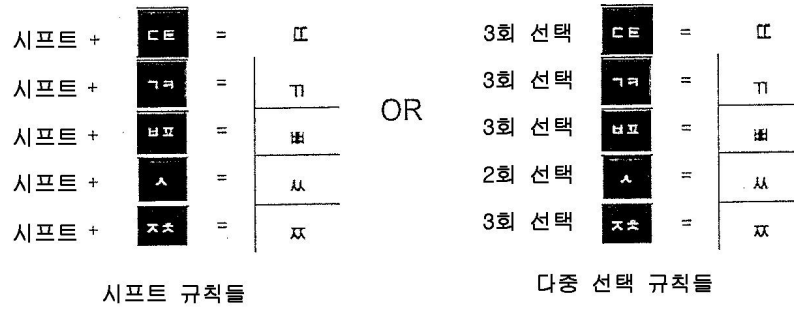 시프트 + ㄷㅌ = ㄸ
시프트 + ㄱㅋ = ㄲ
시프트 + ㅂㅍ = ㅃ
시프트 + ㅅ = ㅆ
시프트 + ㅈㅊ = ㅉ
시프트 규칙들
OR
3회 선택 ㄷㅌ = ㄸ
3회 선택 ㄱㅋ = ㄲ
3회 선택 ㅂㅍ = ㅃ
2회 선택 ㅅ = ㅆ
3회 선택 ㅈㅊ = ㅉ
다중 선택 규칙들